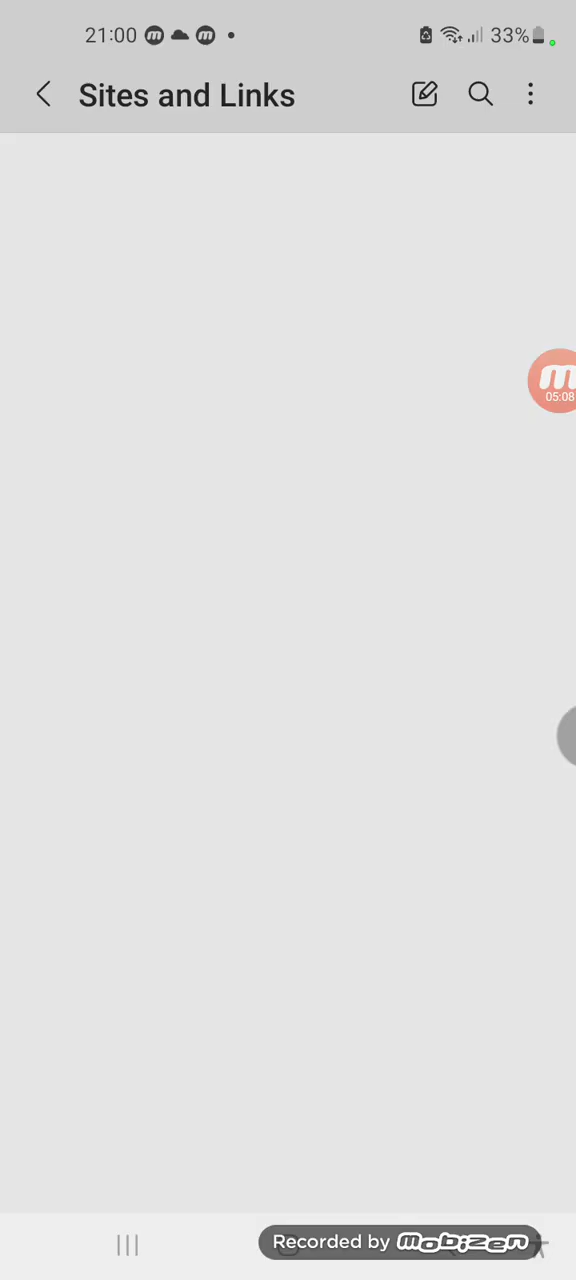 21:00 m m 33%
Sites and Links
m
05:08
Recorded by mobizen